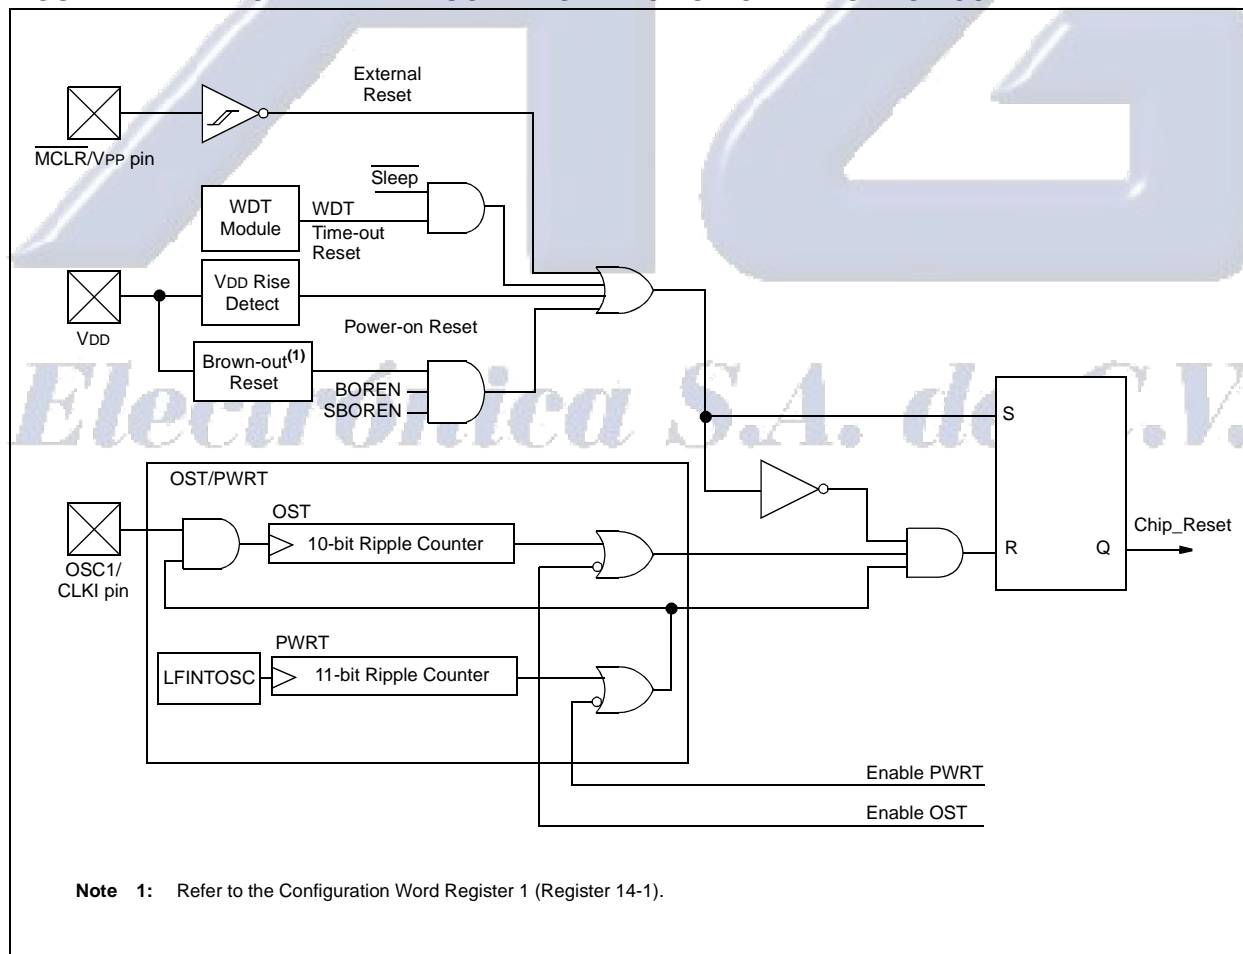 External
Reset
MCLR/VPP pin
Sleep
WDT
Module
WDT
Time-out
Reset
VDD Rise
Detect
VDD
Power-on Reset
Brown-out(1)
Reset
BOREN
SBOREN
Electrónica S.A. de C.V.
S
OST/PWRT
OST
10-bit Ripple Counter
Chip_Reset
R
Q
OSC1/
CLKI pin
PWRT
LFINTOSC
11-bit Ripple Counter
Enable PWRT
Enable OST
Note 1: Refer to the Configuration Word Register 1 (Register 14-1).